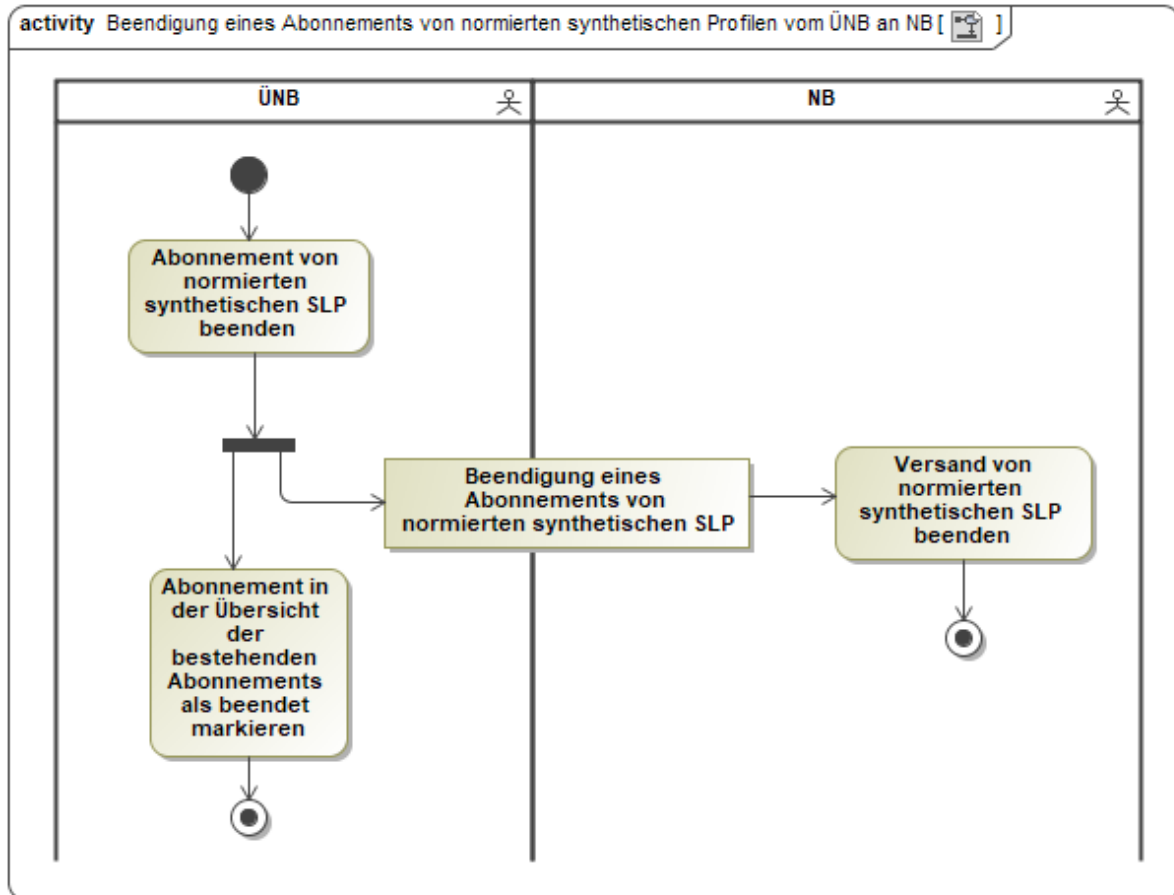 activity Beendigung eines Abonnements von normierten synthetischen Profilen vom ÜNB an NB [ ]
ÜNB
NB
Abonnement von
normierten
synthetischen SLP
beenden
Beendigung eines
Abonnements von
normierten synthetischen SLP
Versand von
normierten
synthetischen SLP
beenden
Abonnement in
der Übersicht
der
bestehenden
Abonnements
als beendet
markieren